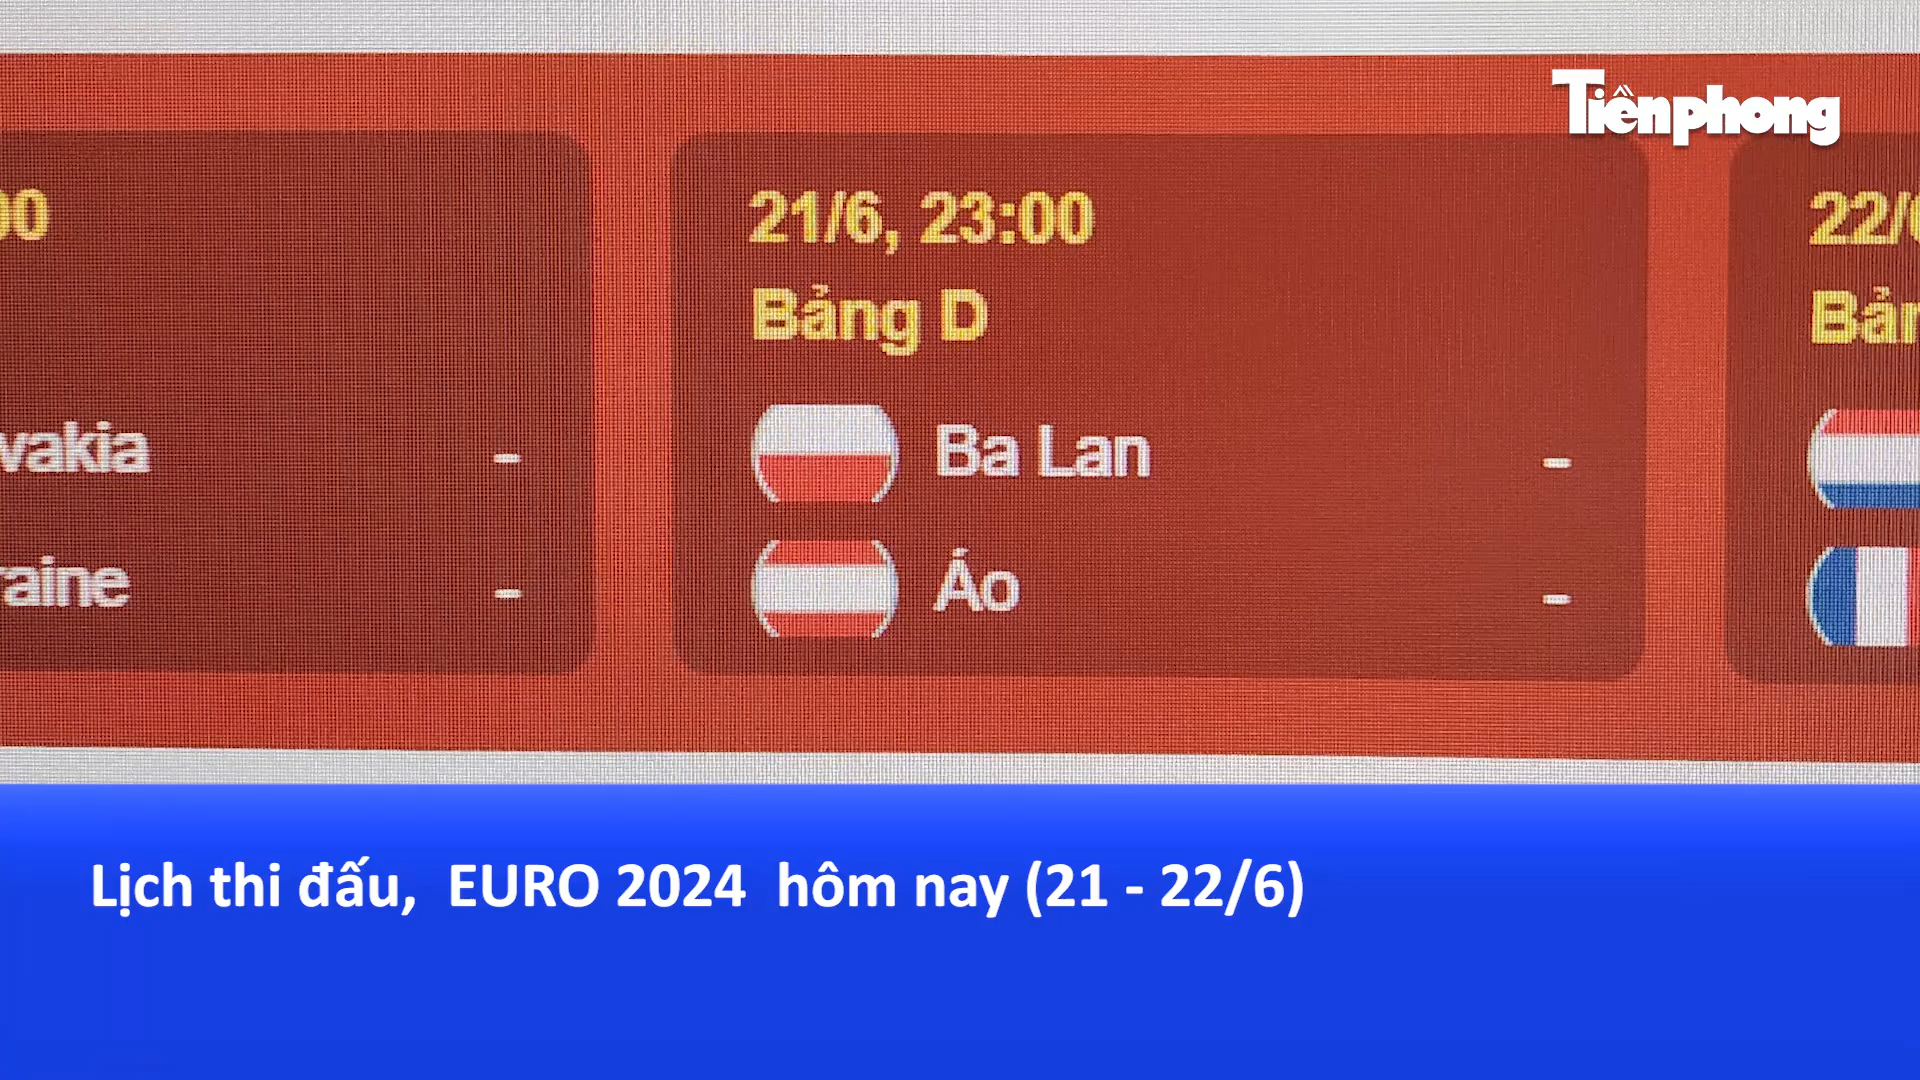 Tiềnphong
00
21/6, 23:00
22/6
Bảng D
vakia -
Ba Lan -
raine -
Áo -
Lịch thi đấu, EURO 2024 hôm nay (21 - 22/6)